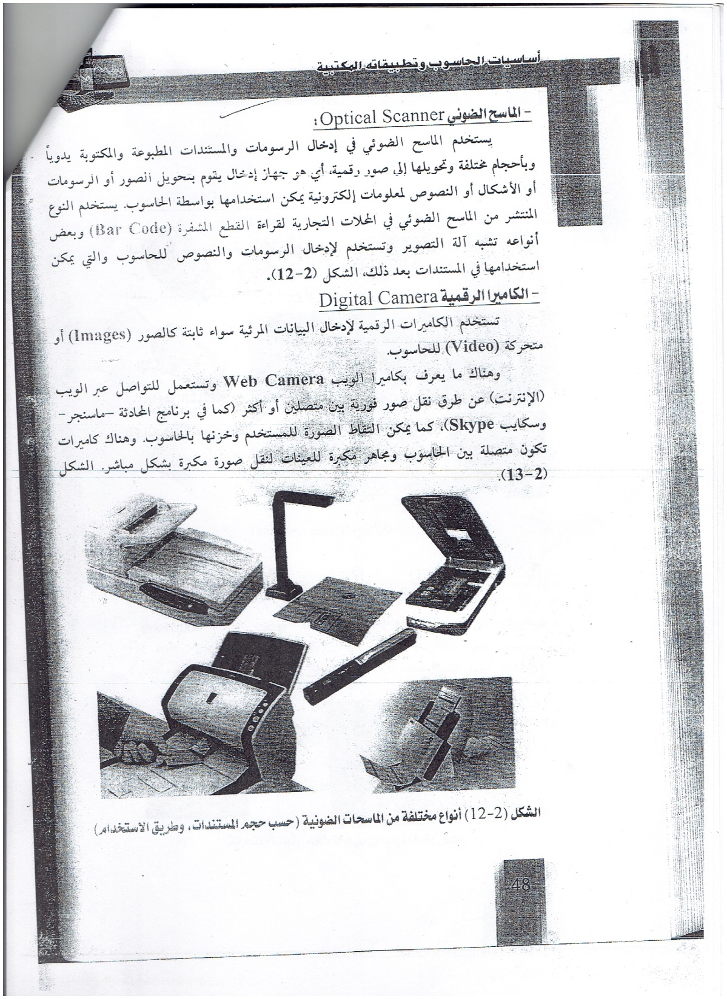 أساسيات الحاسوب وتطبيقاته المكتبية
- الماسح الضوئي Optical Scanner :
يستخدم الماسح الضوئي في إدخال الرسومات والمستندات المطبوعة والمكتوبة يدوياً
وبأحجام مختلفة وتحويلها إلى صور رقمية، أي هو جهاز إدخال يقوم بتحويل الصور أو الرسومات
أو الأشكال أو النصوص لمعلومات إلكترونية يمكن استخدامها بواسطة الحاسوب. يستخدم النوع
المنتشر من الماسح الضوئي في المحلات التجارية لقراءة القطع المشفرة (Bar Code) وبعض
أنواعه تشبه آلة التصوير وتستخدم لإدخال الرسومات والنصوص للحاسوب والتي يمكن
استخدامها في المستندات بعد ذلك، الشكل (2-12).
- الكاميرا الرقمية Digital Camera
تستخدم الكاميرات الرقمية لإدخال البيانات المرئية سواء ثابتة كالصور (Images) أو
متحركة (Video) للحاسوب.
وهناك ما يعرف بكاميرا الويب Web Camera وتستعمل للتواصل عبر الويب
(الإنترنت) عن طرق نقل صور فورية بين متصلين أو أكثر (كما في برنامج المحادثة –ماسنجر-
وسكايب Skype)، كما يمكن التقاط الصورة للمستخدم وخزنها بالحاسوب. وهناك كاميرات
تكون متصلة بين الحاسوب ومجاهر مكبرة للعينات لنقل صورة مكبرة بشكل مباشر. الشكل
(2-13).
الشكل (2-12) أنواع مختلفة من الماسحات الضوئية (حسب حجم المستندات، وطريق الاستخدام)
48